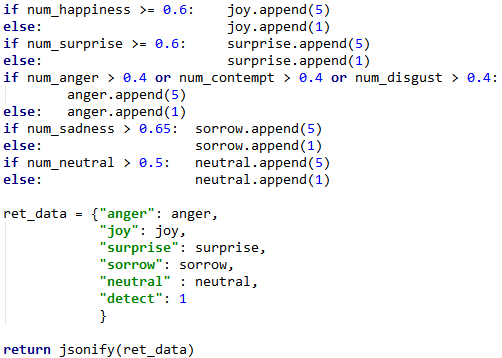 if num_happiness >= 0.6:    joy.append(5)
else:                       joy.append(1)
if num_surprise >= 0.6:     surprise.append(5)
else:                       surprise.append(1)
if num_anger > 0.4 or num_contempt > 0.4 or num_disgust > 0.4:
        anger.append(5)
else:   anger.append(1)
if num_sadness > 0.65:  sorrow.append(5)
else:                   sorrow.append(1)
if num_neutral > 0.5:   neutral.append(5)
else:                   neutral.append(1)

ret_data = {"anger": anger,
            "joy": joy,
            "surprise": surprise,
            "sorrow": sorrow,
            "neutral" : neutral,
            "detect": 1
            }

return jsonify(ret_data)